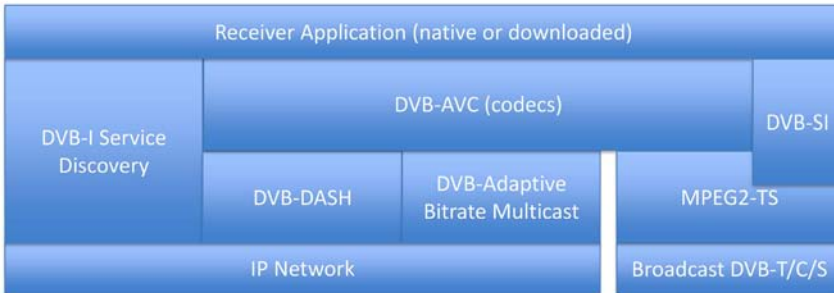 Receiver Application (native or downloaded)
DVB-I Service
Discovery
DVB-AVC (codecs)
DVB-SI
DVB-DASH
DVB-Adaptive
Bitrate Multicast
MPEG2-TS
IP Network
Broadcast DVB-T/C/S